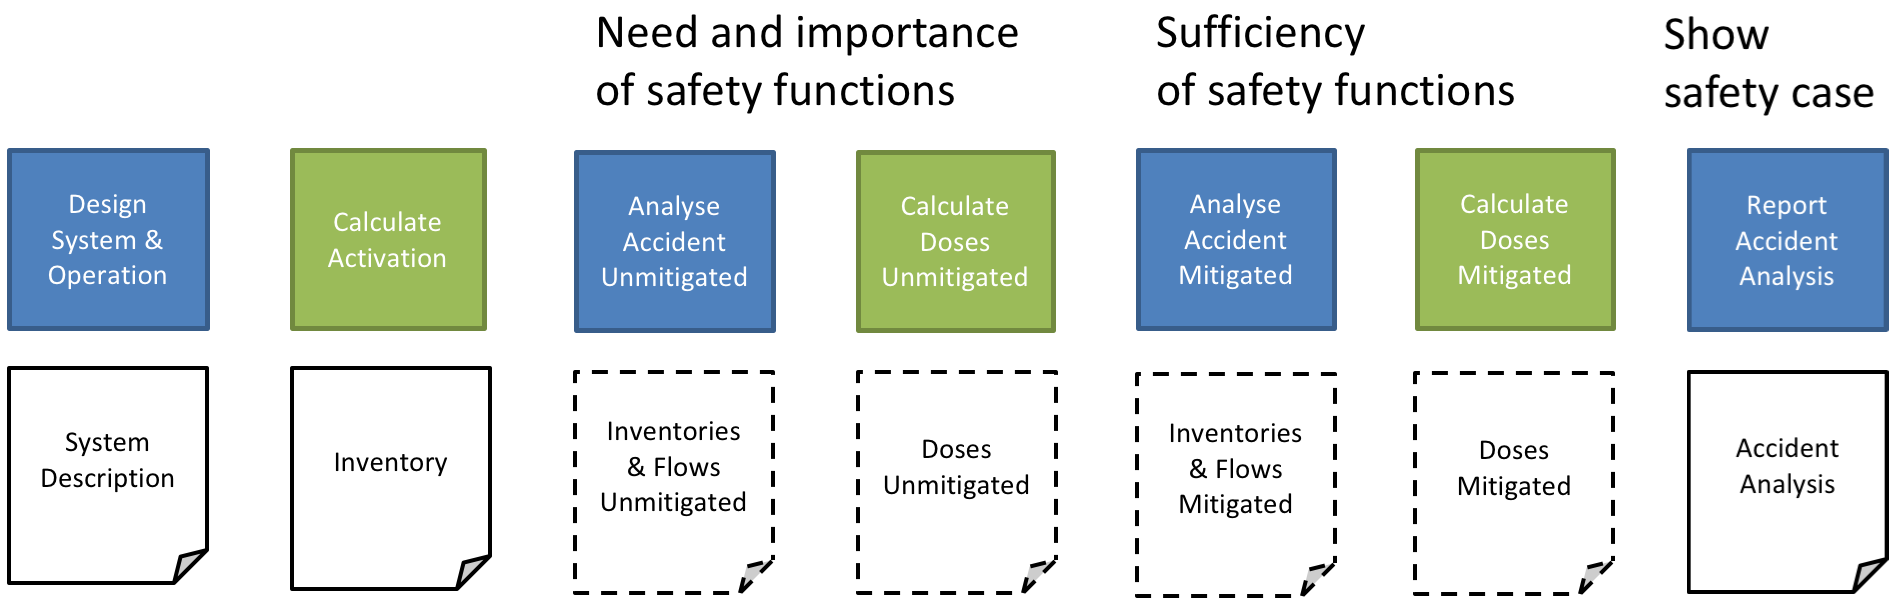 Need and importance
of safety functions
Sufficiency
of safety functions
Show
safety case
Design
System &
Operation
Calculate
Activation
Analyse
Accident
Unmitigated
Calculate
Doses
Unmitigated
Analyse
Accident
Mitigated
Calculate
Doses
Mitigated
Report
Accident
Analysis
System
Description
Inventory
Inventories
& Flows
Unmitigated
Doses
Unmitigated
Inventories
& Flows
Mitigated
Doses
Mitigated
Accident
Analysis